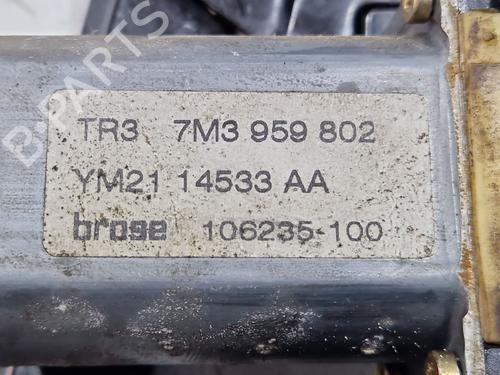 B-PARTS
TR3 7M3 959 802
YM21 14533 AA
brose 106235-100